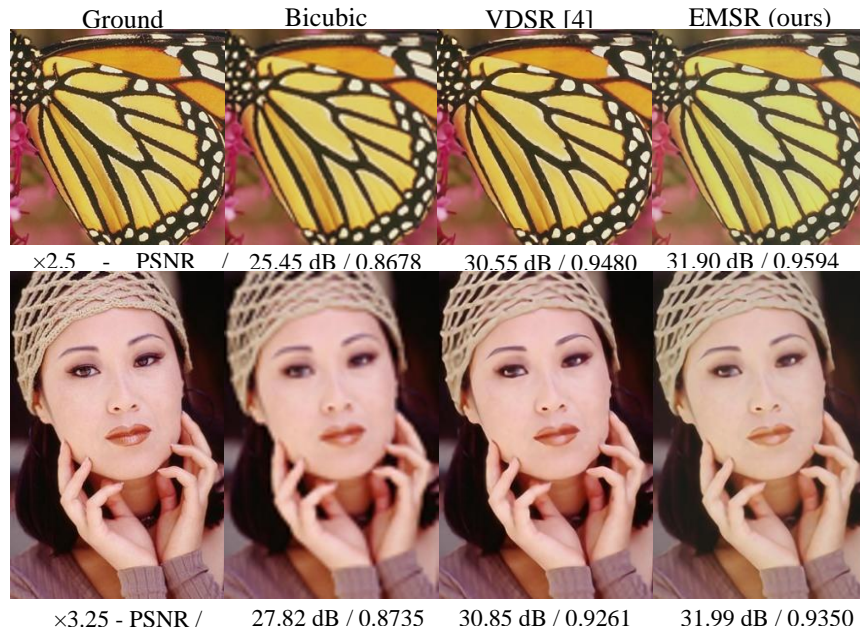 Ground Bicubic VDSR [4] EMSR (ours)
×2.5 - PSNR / 25.45 dB / 0.8678 30.55 dB / 0.9480 31.90 dB / 0.9594
×3.25 - PSNR / 27.82 dB / 0.8735 30.85 dB / 0.9261 31.99 dB / 0.9350